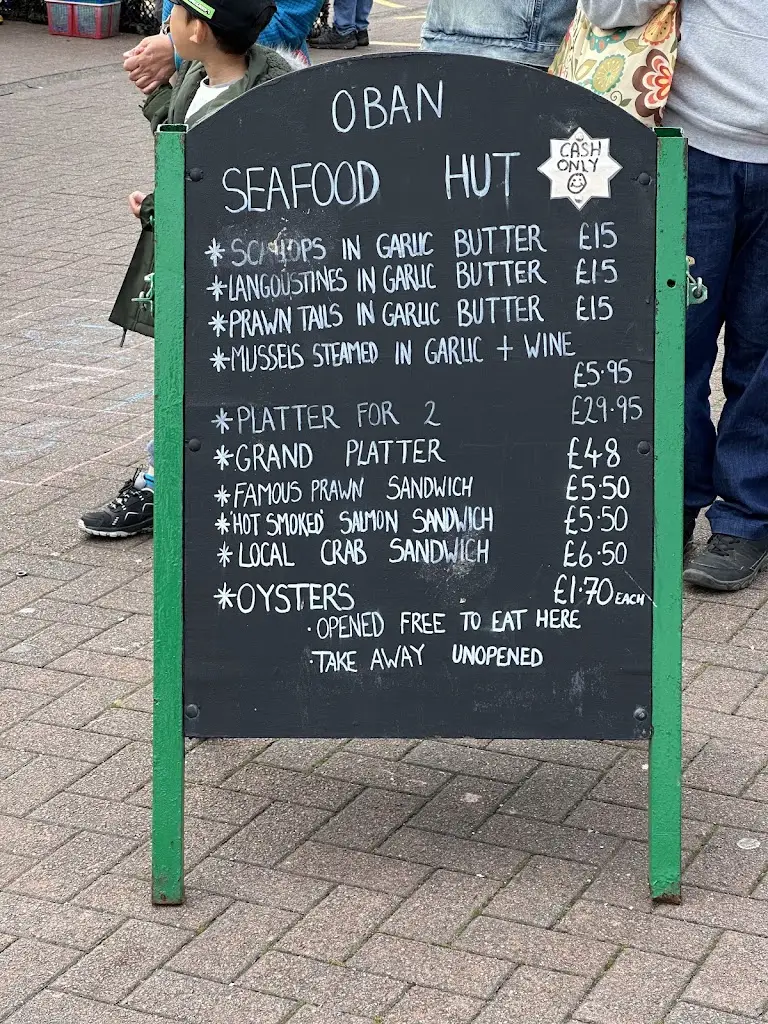 OBAN
SEAFOOD HUT
CASH
ONLY
* SCALLOPS IN GARLIC BUTTER £15
* LANGOUSTINES IN GARLIC BUTTER £15
* PRAWN TAILS IN GARLIC BUTTER £15
* MUSSELS STEAMED IN GARLIC + WINE
£5·95
* PLATTER FOR 2 £29·95
* GRAND PLATTER £48
* FAMOUS PRAWN SANDWICH £5·50
* 'HOT SMOKED' SALMON SANDWICH £5·50
* LOCAL CRAB SANDWICH £6·50
* OYSTERS £1·70 EACH
· OPENED FREE TO EAT HERE
· TAKE AWAY UNOPENED